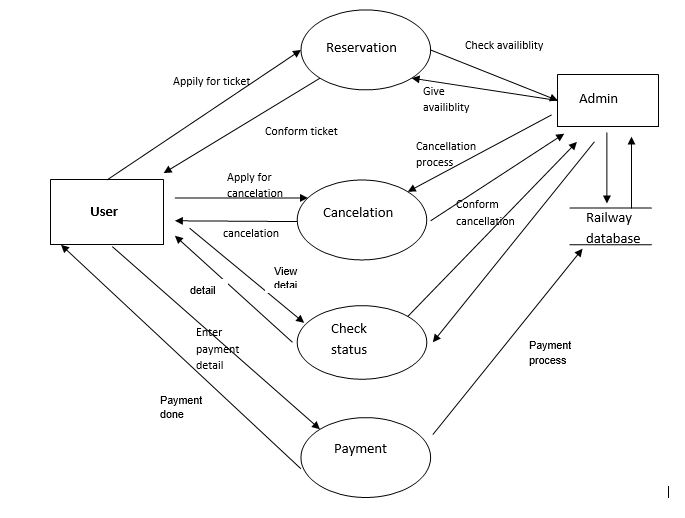 Reservation
Check availiblity
Appily for ticket
Give
availiblity
Admin
Conform ticket
Cancellation
process
Apply for
cancelation
User
Cancelation
Conform
cancellation
Railway
database
cancelation
View
detai
detail
Check
status
Enter
payment
detail
Payment
process
Payment
done
Payment